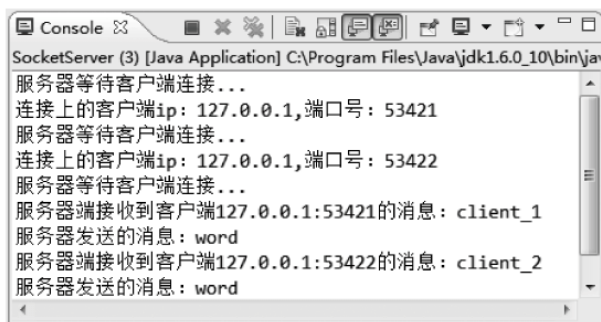 Console
SocketServer (3) [Java Application] C:\Program Files\Java\jdk1.6.0_10\bin\jav
服务器等待客户端连接...
连接上的客户端ip：127.0.0.1,端口号：53421
服务器等待客户端连接...
连接上的客户端ip：127.0.0.1,端口号：53422
服务器等待客户端连接...
服务器端接收到客户端127.0.0.1:53421的消息：client_1
服务器发送的消息：word
服务器端接收到客户端127.0.0.1:53422的消息：client_2
服务器发送的消息：word